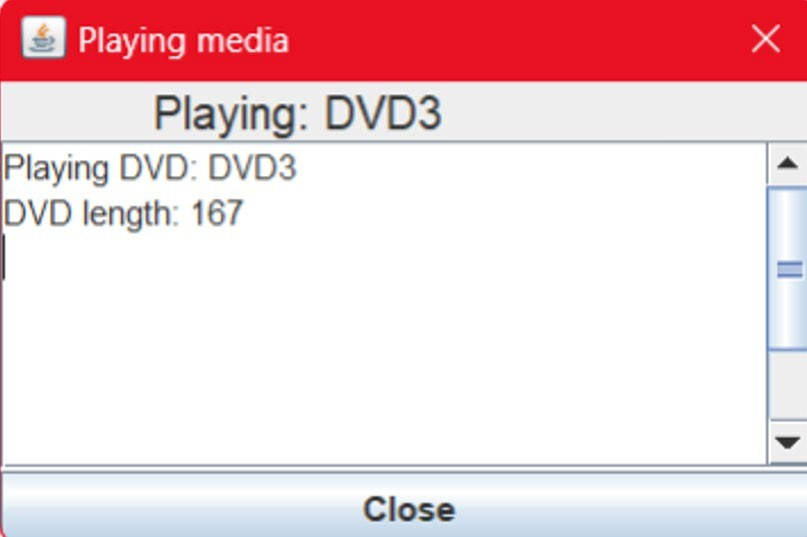 Playing media
Playing: DVD3
Playing DVD: DVD3
DVD length: 167
Close